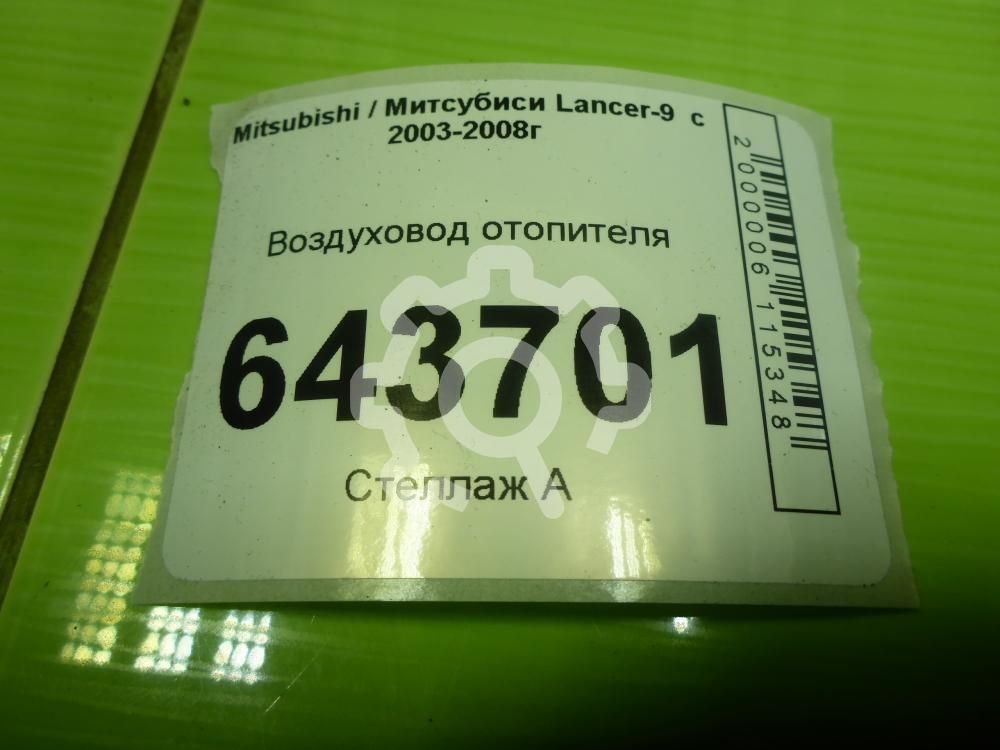 Mitsubishi / Митсубиси Lancer-9 с
2003-2008г
Воздуховод отопителя
643701
Стеллаж А
2000006115348